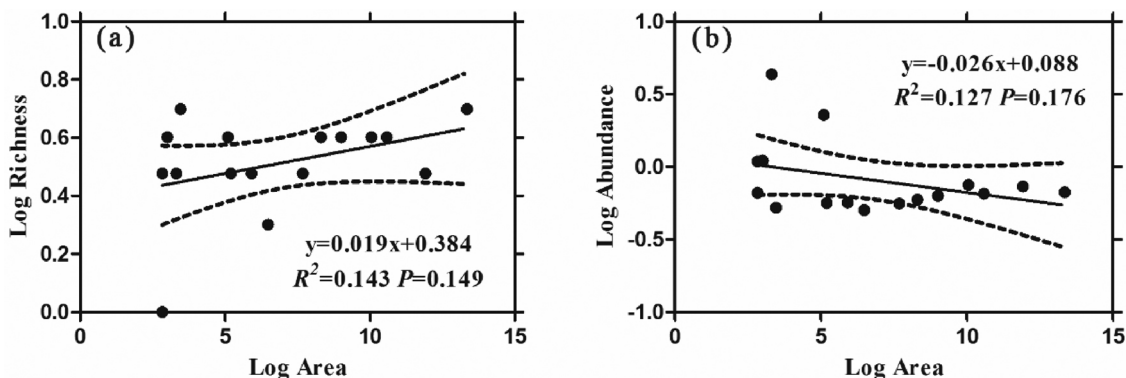 (a)
y=0.019x+0.384
R²=0.143 P=0.149
Log Richness
1.0
0.8
0.6
0.4
0.2
0.0
0
5
10
15
Log Area
(b)
y=-0.026x+0.088
R²=0.127 P=0.176
Log Abundance
1.0
0.5
0.0
-0.5
-1.0
0
5
10
15
Log Area